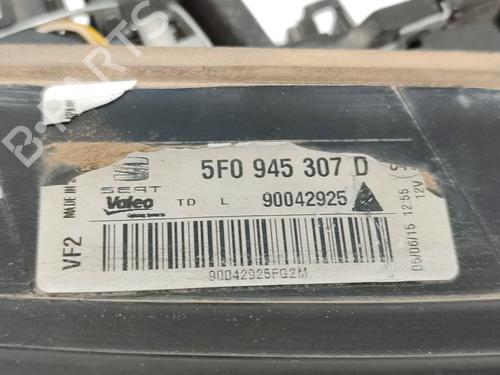 5F0 945 307 D
SEAT
Valeo
TD L 90042925
90042925FG2M
VF2
MADE IN
05/06/15 12:55
12V
B-PARTS